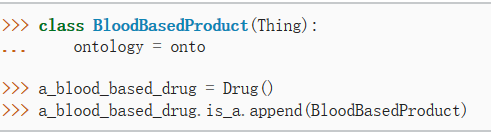 >>> class BloodBasedProduct(Thing):
...     ontology = onto
>>> a_blood_based_drug = Drug()
>>> a_blood_based_drug.is_a.append(BloodBasedProduct)